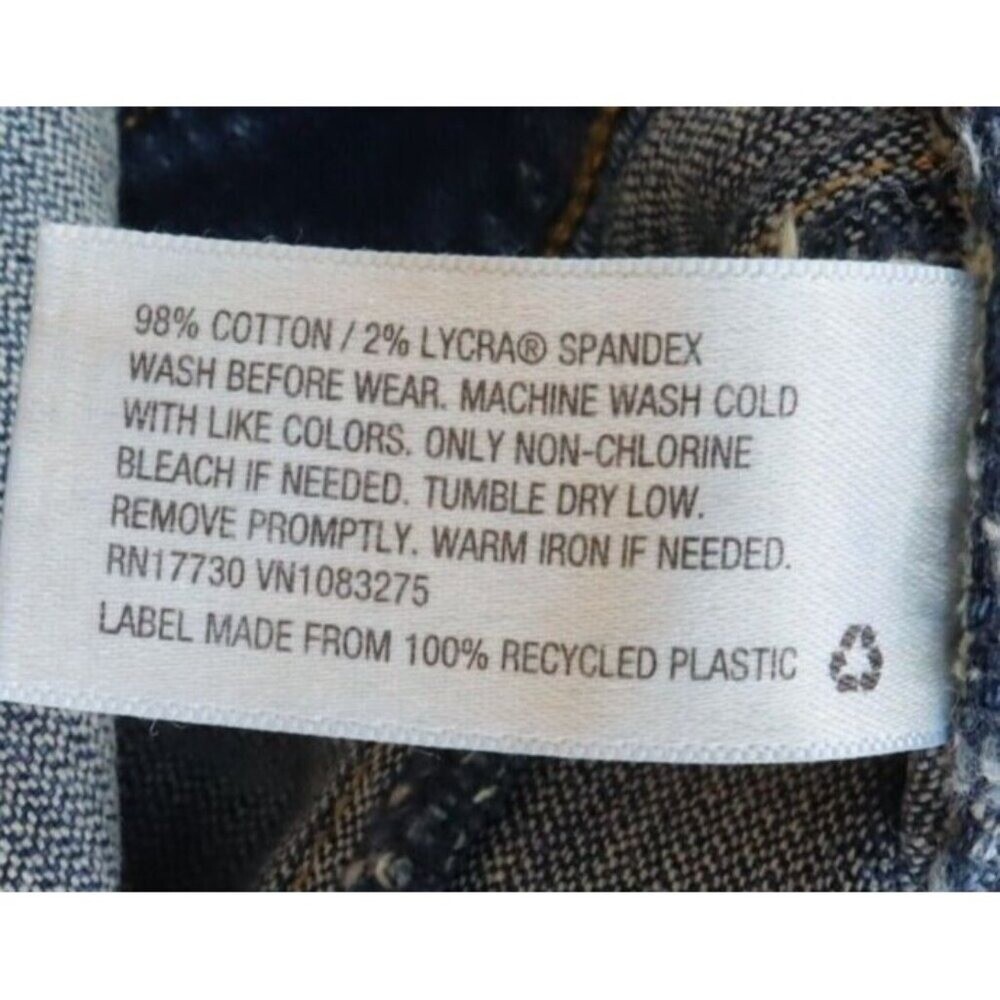 98% COTTON / 2% LYCRA® SPANDEX
WASH BEFORE WEAR. MACHINE WASH COLD
WITH LIKE COLORS. ONLY NON-CHLORINE
BLEACH IF NEEDED. TUMBLE DRY LOW.
REMOVE PROMPTLY. WARM IRON IF NEEDED.
RN17730 VN1083275
LABEL MADE FROM 100% RECYCLED PLASTIC